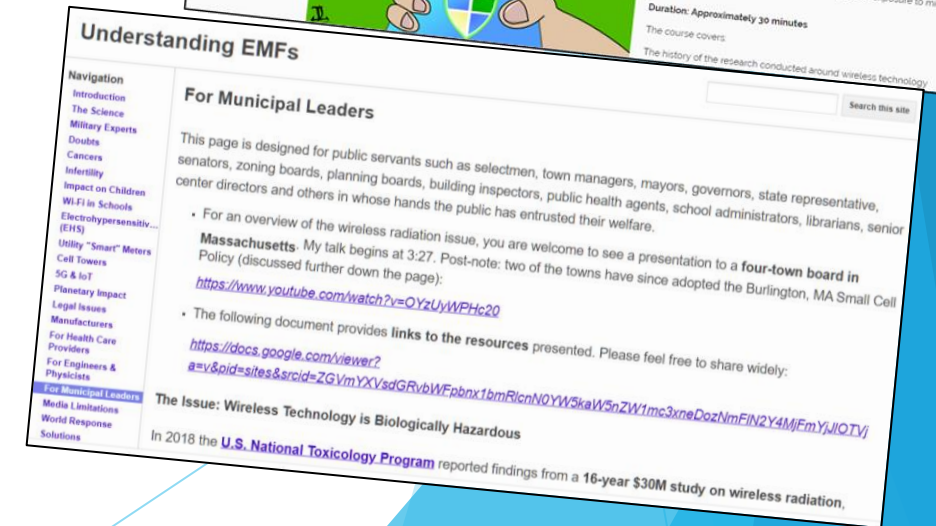 Duration: Approximately 30 minutes
The course covers
The history of the research conducted around wireless technology
Understanding EMFs
Search this site
Navigation
Introduction
The Science
Military Experts
Doubts
Cancers
Infertility
Impact on Children
Wi-Fi in Schools
Electrohypersensitiv...
(EHS)
Utility "Smart" Meters
Cell Towers
5G & IoT
Planetary Impact
Legal Issues
Manufacturers
For Health Care
Providers
For Engineers &
Physicists
For Municipal Leaders
Media Limitations
World Response
Solutions
For Municipal Leaders
This page is designed for public servants such as selectmen, town managers, mayors, governors, state representative,
senators, zoning boards, planning boards, building inspectors, public health agents, school administrators, librarians, senior
center directors and others in whose hands the public has entrusted their welfare.
• For an overview of the wireless radiation issue, you are welcome to see a presentation to a four-town board in
Massachusetts. My talk begins at 3:27. Post-note: two of the towns have since adopted the Burlington, MA Small Cell
Policy (discussed further down the page):
https://www.youtube.com/watch?v=OYzUyWPHc20
• The following document provides links to the resources presented. Please feel free to share widely:
https://docs.google.com/viewer?
a=v&pid=sites&srcid=ZGVmYXVsdGRvbWFpbnx1bmRlcnN0YW5kaW5nZW1mc3xneDozNmFlN2Y4MjFmYjJlOTVj
The Issue: Wireless Technology is Biologically Hazardous
In 2018 the U.S. National Toxicology Program reported findings from a 16-year $30M study on wireless radiation,